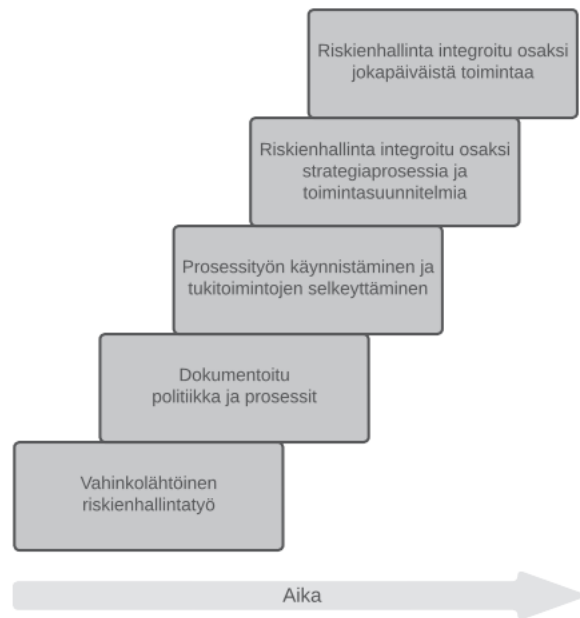 Riskienhallinta integroitu osaksi
jokapäiväistä toimintaa
Riskienhallinta integroitu osaksi
strategiaprosessia ja
toimintasuunnitelmia
Prosessityön käynnistäminen ja
tukitoimintojen selkeyttäminen
Dokumentoitu
politiikka ja prosessit
Vahinkolähtöinen
riskienhallintatyö
Aika